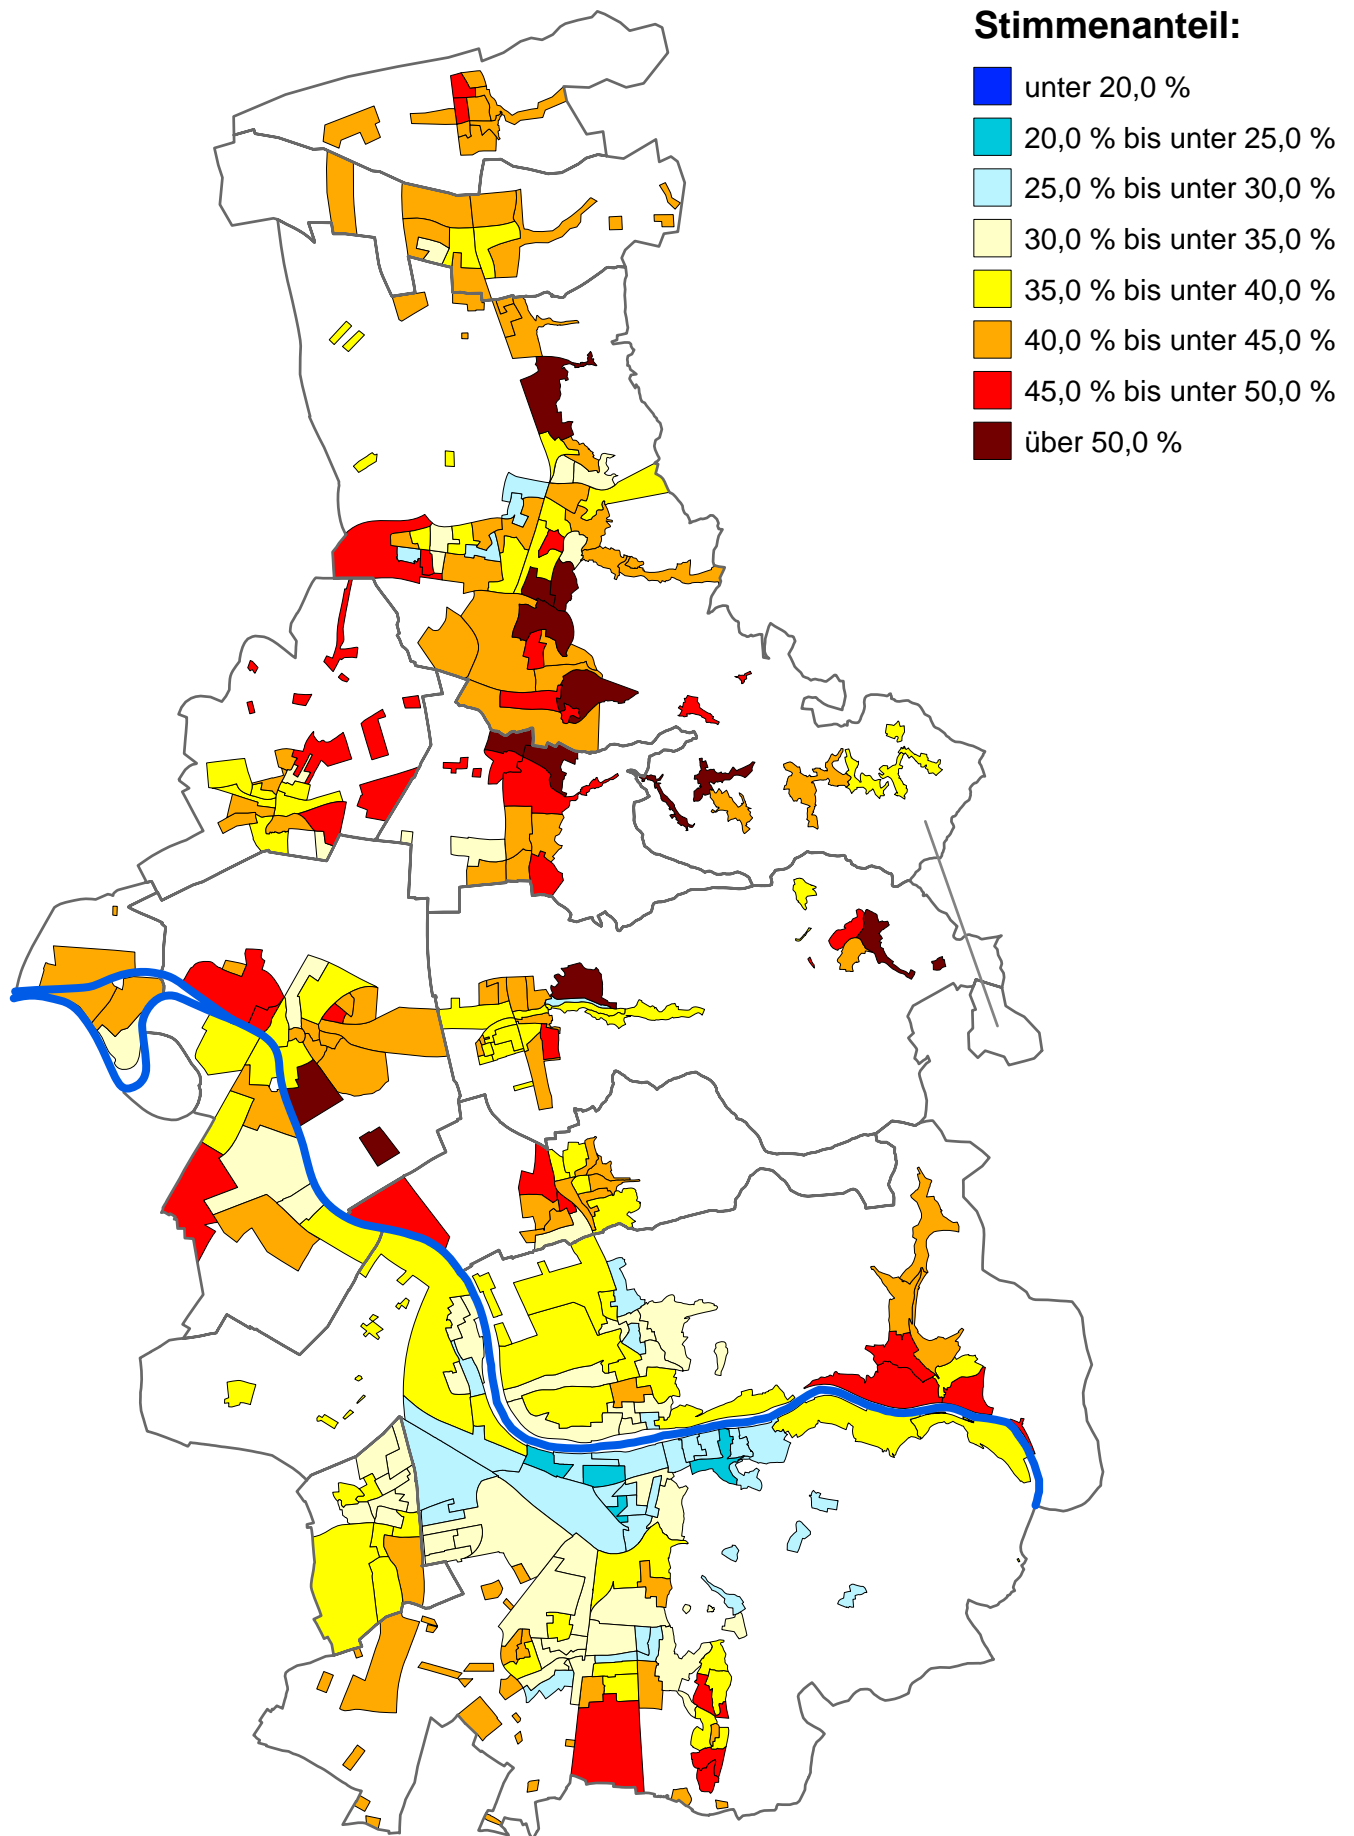 Stimmenanteil:
unter 20,0 %
20,0 % bis unter 25,0 %
25,0 % bis unter 30,0 %
30,0 % bis unter 35,0 %
35,0 % bis unter 40,0 %
40,0 % bis unter 45,0 %
45,0 % bis unter 50,0 %
über 50,0 %